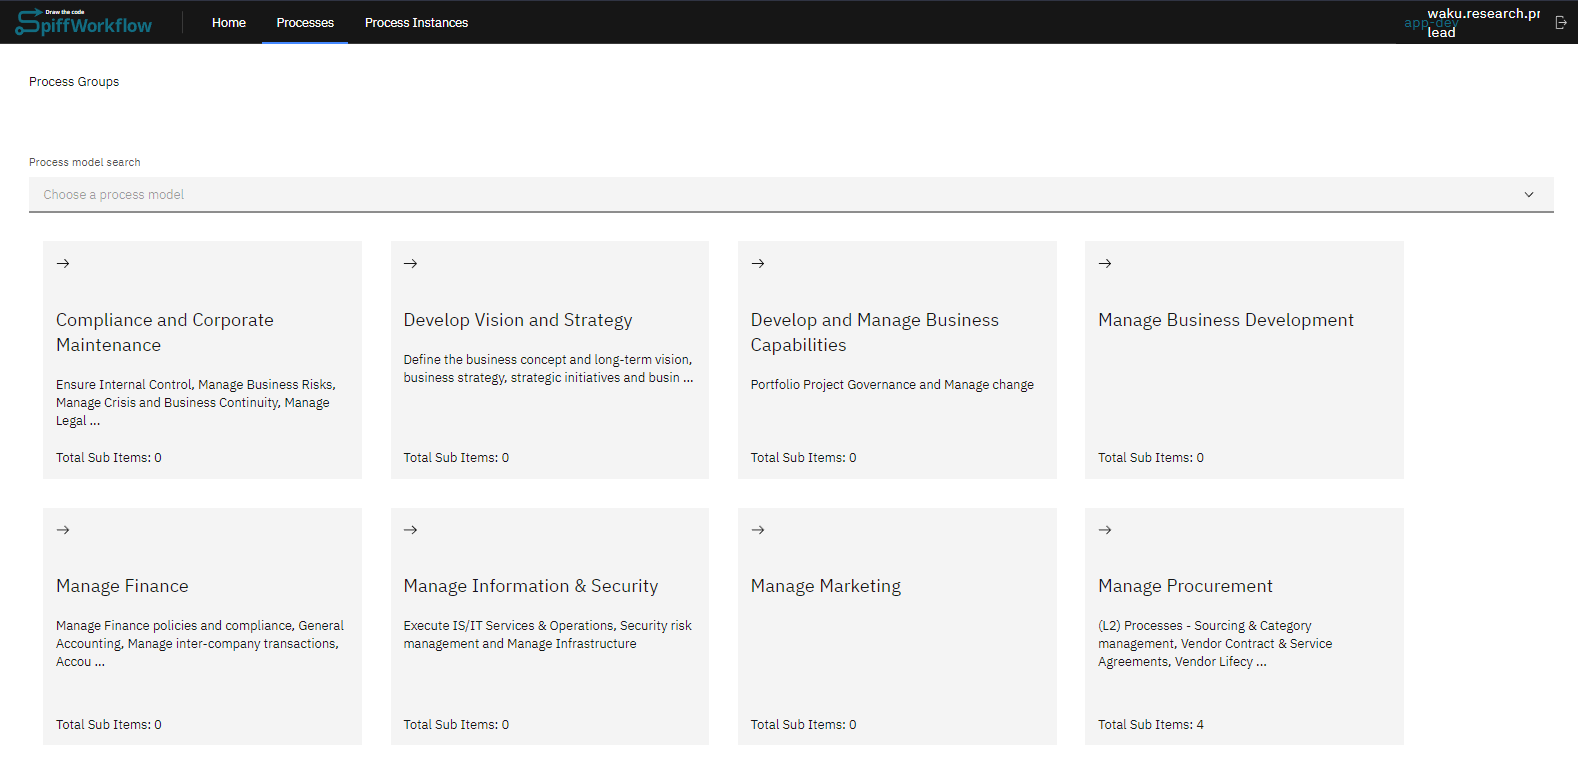 Draw the code
SpiffWorkflow
Home
Processes
Process Instances
app-dev
waku.research.pr
lead
Process Groups
Process model search
Choose a process model
Compliance and Corporate
Maintenance
Ensure Internal Control, Manage Business Risks,
Manage Crisis and Business Continuity, Manage
Legal ...
Total Sub Items: 0
Develop Vision and Strategy
Define the business concept and long-term vision,
business strategy, strategic initiatives and busin ...
Total Sub Items: 0
Develop and Manage Business
Capabilities
Portfolio Project Governance and Manage change
Total Sub Items: 0
Manage Business Development
Total Sub Items: 0
Manage Finance
Manage Finance policies and compliance, General
Accounting, Manage inter-company transactions,
Accou ...
Total Sub Items: 0
Manage Information & Security
Execute IS/IT Services & Operations, Security risk
management and Manage Infrastructure
Total Sub Items: 0
Manage Marketing
Total Sub Items: 0
Manage Procurement
(L2) Processes - Sourcing & Category
management, Vendor Contract & Service
Agreements, Vendor Lifecy ...
Total Sub Items: 4